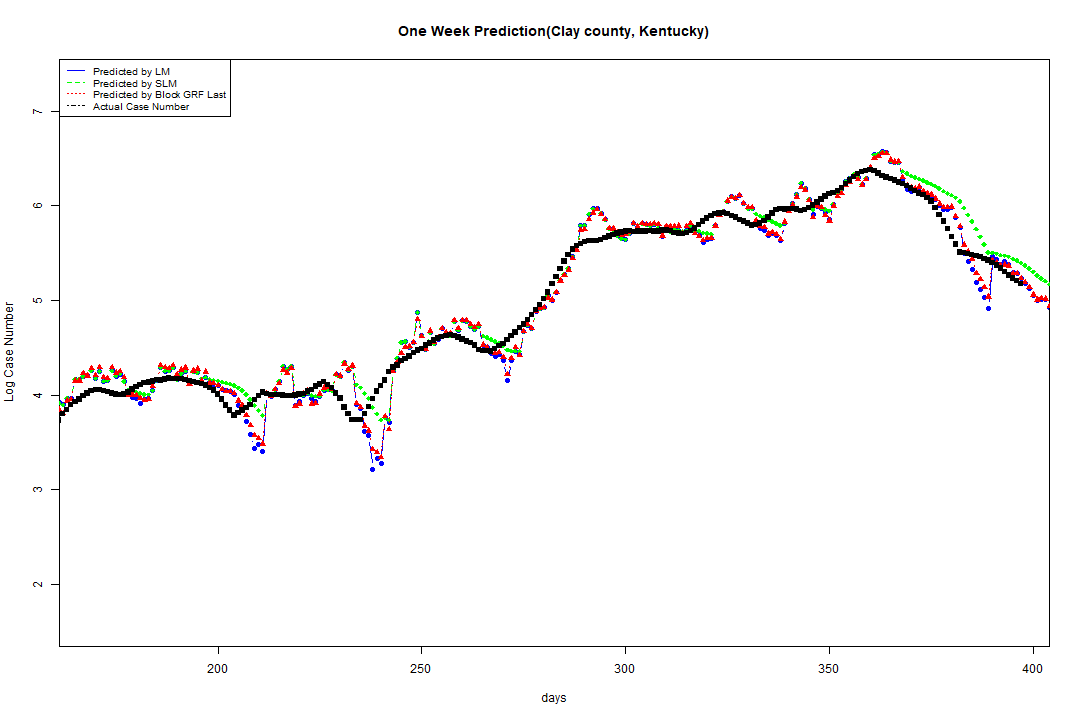 One Week Prediction(Clay county, Kentucky)
Predicted by LM
Predicted by SLM
Predicted by Block GRF Last
Actual Case Number
7
6
5
4
3
2
Log Case Number
200
250
300
350
400
days